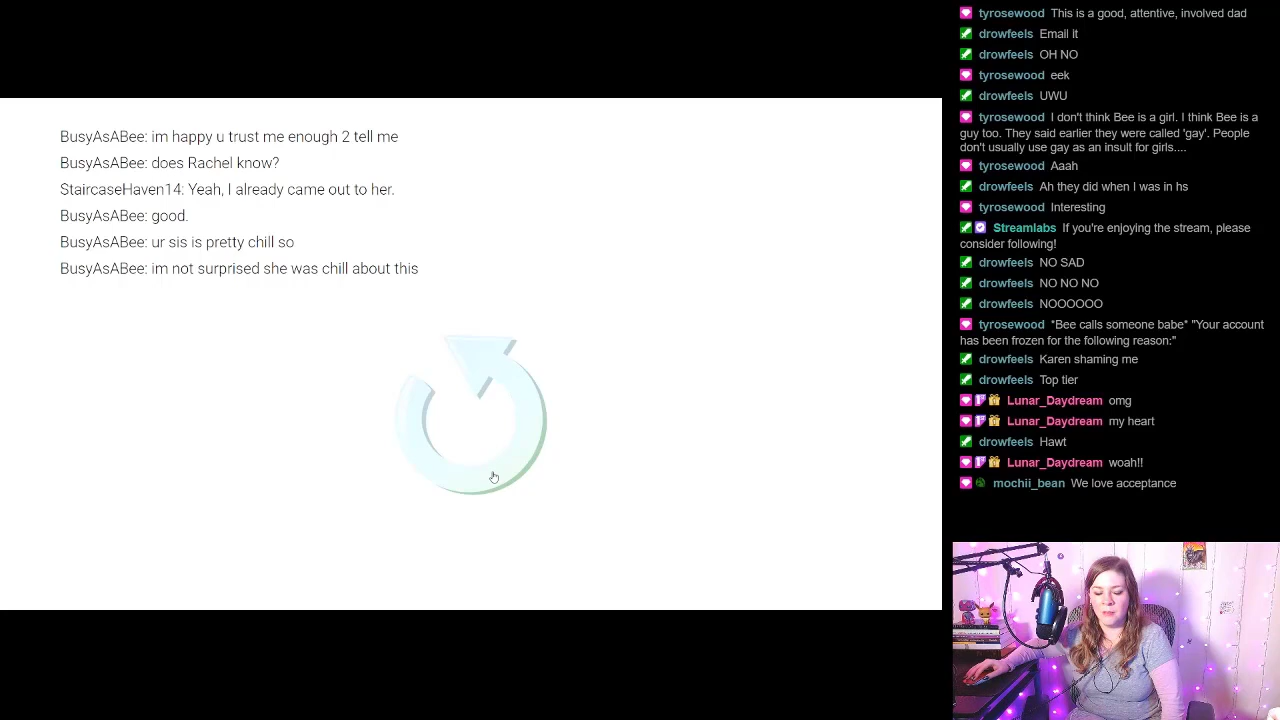 BusyAsABee: im happy u trust me enough 2 tell me
BusyAsABee: does Rachel know?
StaircaseHaven14: Yeah, I already came out to her.
BusyAsABee: good.
BusyAsABee: ur sis is pretty chill so
BusyAsABee: im not surprised she was chill about this
tyrosewood This is a good, attentive, involved dad
drowfeels Email it
drowfeels OH NO
tyrosewood eek
drowfeels UWU
tyrosewood I don't think Bee is a girl. I think Bee is a
guy too. They said earlier they were called 'gay'. People
don't usually use gay as an insult for girls....
tyrosewood Aaah
drowfeels Ah they did when I was in hs
tyrosewood Interesting
Streamlabs If you're enjoying the stream, please
consider following!
drowfeels NO SAD
drowfeels NO NO NO
drowfeels NOOOOOO
tyrosewood *Bee calls someone babe* "Your account
has been frozen for the following reason:"
drowfeels Karen shaming me
drowfeels Top tier
Lunar_Daydream omg
Lunar_Daydream my heart
drowfeels Hawt
Lunar_Daydream woah!!
mochii_bean We love acceptance